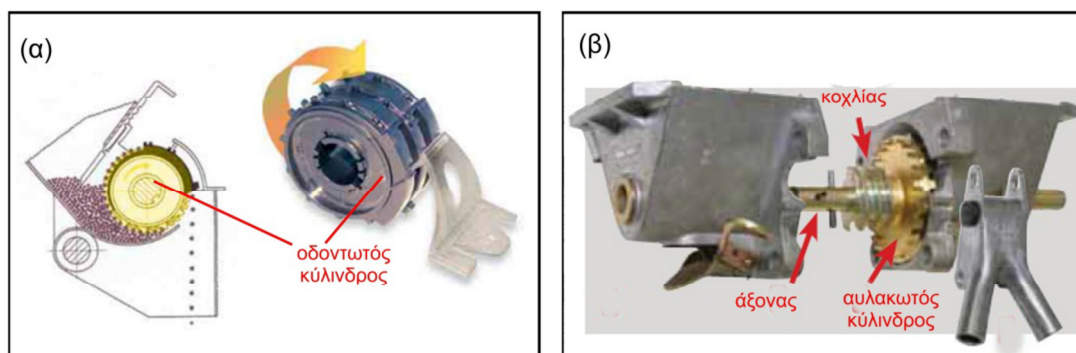 (α)
οδοντωτός
κύλινδρος
(β)
κοχλίας
άξονας
αυλακωτός
κύλινδρος